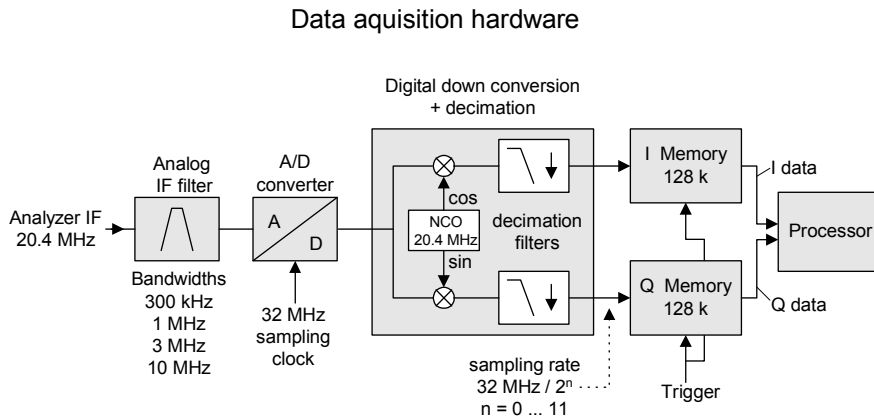 Data aquisition hardware
Digital down conversion
+ decimation
Analog
IF filter
A/D
converter
Analyzer IF
20.4 MHz
A
D
cos
NCO
20.4 MHz
sin
decimation
filters
I Memory
128 k
I data
Processor
Q Memory
128 k
Q data
Bandwidths
300 kHz
1 MHz
3 MHz
10 MHz
32 MHz
sampling
clock
sampling rate
32 MHz / 2ⁿ
n = 0 ... 11
Trigger